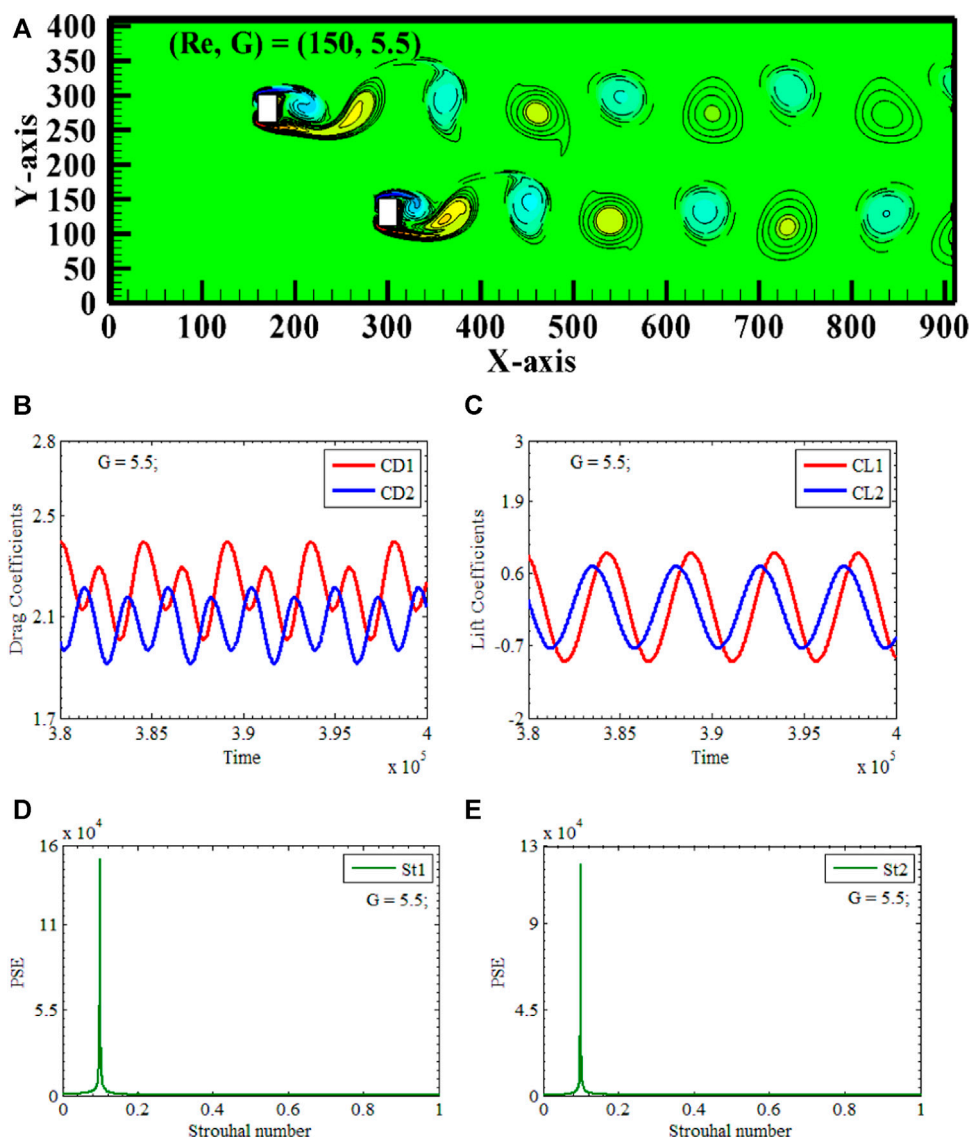 A
(Re, G) = (150, 5.5)
Y-axis
400
350
300
250
200
150
100
50
0
0 100 200 300 400 500 600 700 800 900
X-axis
B
G = 5.5;
CD1
CD2
Drag Coefficients
2.8
2.5
2.1
1.7
3.8 3.85 3.9 3.95 4
Time
x 10^5
C
G = 5.5;
CL1
CL2
Lift Coefficients
3
1.9
0.6
-0.7
-2
3.8 3.85 3.9 3.95 4
Time
x 10^5
D
x 10^4
St1
G = 5.5;
PSE
16
11
5.5
0
0 0.2 0.4 0.6 0.8 1
Strouhal number
E
x 10^4
St2
G = 5.5;
PSE
13
9
4.5
0
0 0.2 0.4 0.6 0.8 1
Strouhal number